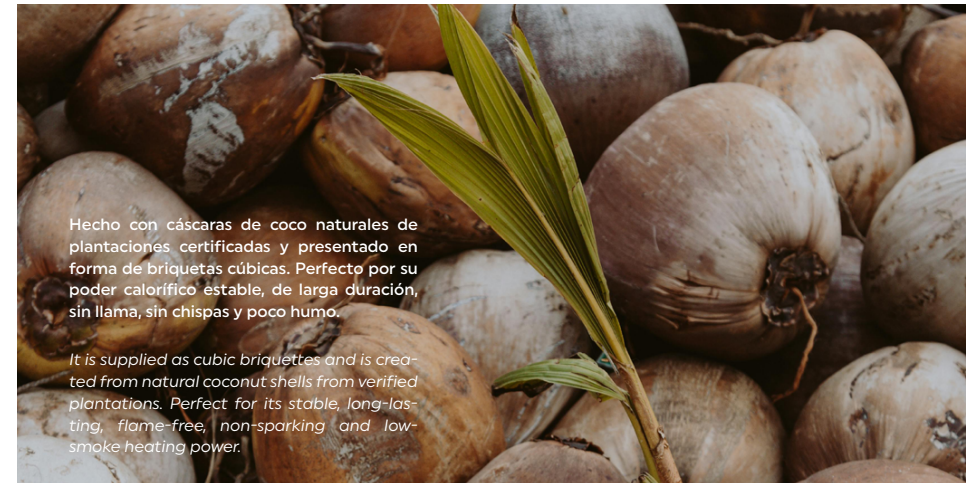 Hecho con cáscaras de coco naturales de
plantaciones certificadas y presentado en
forma de briquetas cúbicas. Perfecto por su
poder calorífico estable, de larga duración,
sin llama, sin chispas y poco humo.
It is supplied as cubic briquettes and is crea-
ted from natural coconut shells from verified
plantations. Perfect for its stable, long-las-
ting, flame-free, non-sparking and low-
smoke heating power.